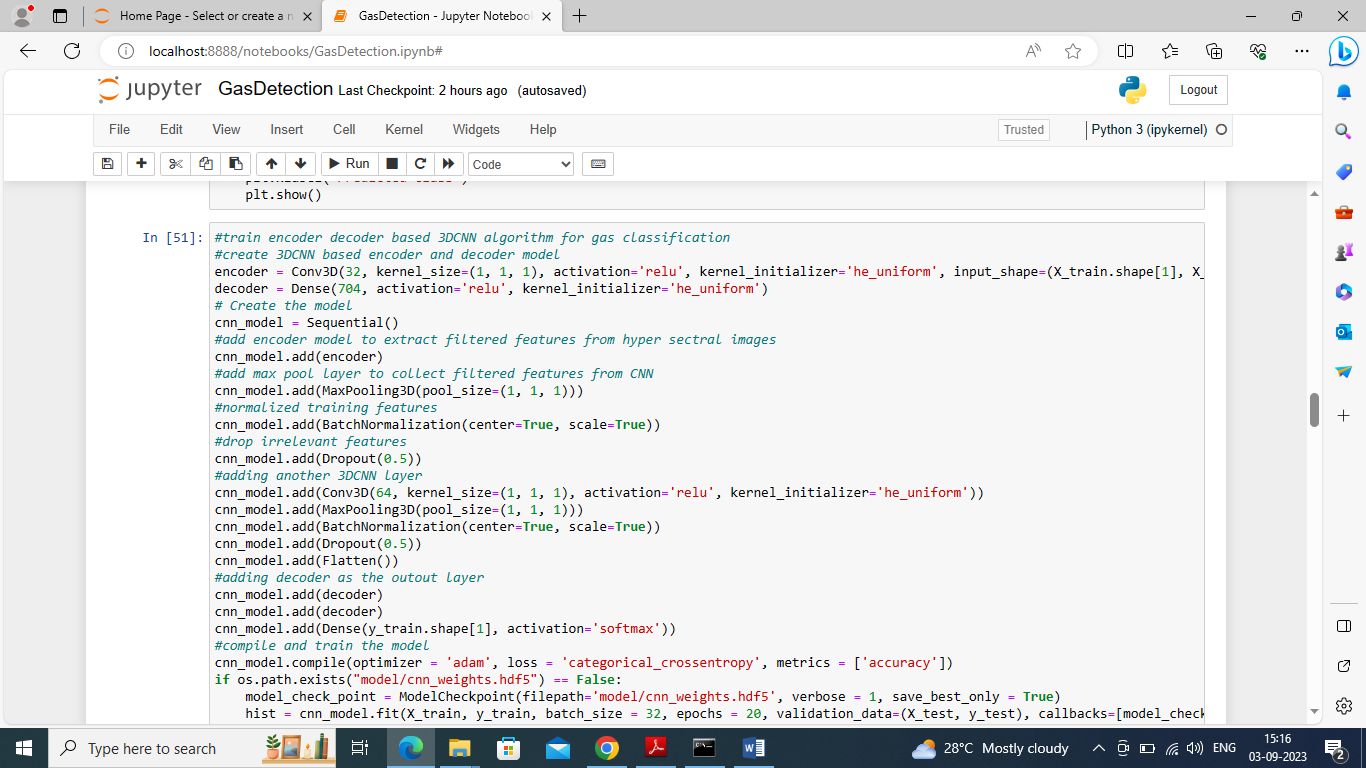 Home Page - Select or create a n
GasDetection - Jupyter Notebook
localhost:8888/notebooks/GasDetection.ipynb#
jupyter GasDetection Last Checkpoint: 2 hours ago (autosaved)
Logout
File Edit View Insert Cell Kernel Widgets Help
Trusted
Python 3 (ipykernel)
Run
Code
plt.show()
In [51]:
#train encoder decoder based 3DCNN algorithm for gas classification
#create 3DCNN based encoder and decoder model
encoder = Conv3D(32, kernel_size=(1, 1, 1), activation='relu', kernel_initializer='he_uniform', input_shape=(X_train.shape[1], X_
decoder = Dense(704, activation='relu', kernel_initializer='he_uniform')
# Create the model
cnn_model = Sequential()
#add encoder model to extract filtered features from hyper sectral images
cnn_model.add(encoder)
#add max pool layer to collect filtered features from CNN
cnn_model.add(MaxPooling3D(pool_size=(1, 1, 1)))
#normalized training features
cnn_model.add(BatchNormalization(center=True, scale=True))
#drop irrelevant features
cnn_model.add(Dropout(0.5))
#adding another 3DCNN layer
cnn_model.add(Conv3D(64, kernel_size=(1, 1, 1), activation='relu', kernel_initializer='he_uniform'))
cnn_model.add(MaxPooling3D(pool_size=(1, 1, 1)))
cnn_model.add(BatchNormalization(center=True, scale=True))
cnn_model.add(Dropout(0.5))
cnn_model.add(Flatten())
#adding decoder as the outout layer
cnn_model.add(decoder)
cnn_model.add(decoder)
cnn_model.add(Dense(y_train.shape[1], activation='softmax'))
#compile and train the model
cnn_model.compile(optimizer = 'adam', loss = 'categorical_crossentropy', metrics = ['accuracy'])
if os.path.exists("model/cnn_weights.hdf5") == False:
    model_check_point = ModelCheckpoint(filepath='model/cnn_weights.hdf5', verbose = 1, save_best_only = True)
    hist = cnn_model.fit(X_train, y_train, batch_size = 32, epochs = 20, validation_data=(X_test, y_test), callbacks=[model_check
Type here to search
28°C Mostly cloudy
ENG
15:16
03-09-2023
2